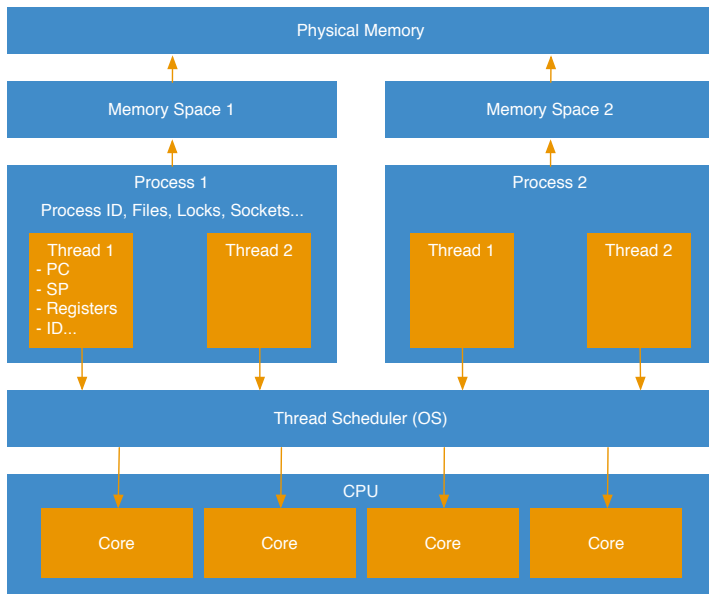 Physical Memory
Memory Space 1
Memory Space 2
Process 1
Process ID, Files, Locks, Sockets...
Thread 1
- PC
- SP
- Registers
- ID...
Thread 2
Process 2
Thread 1
Thread 2
Thread Scheduler (OS)
CPU
Core
Core
Core
Core